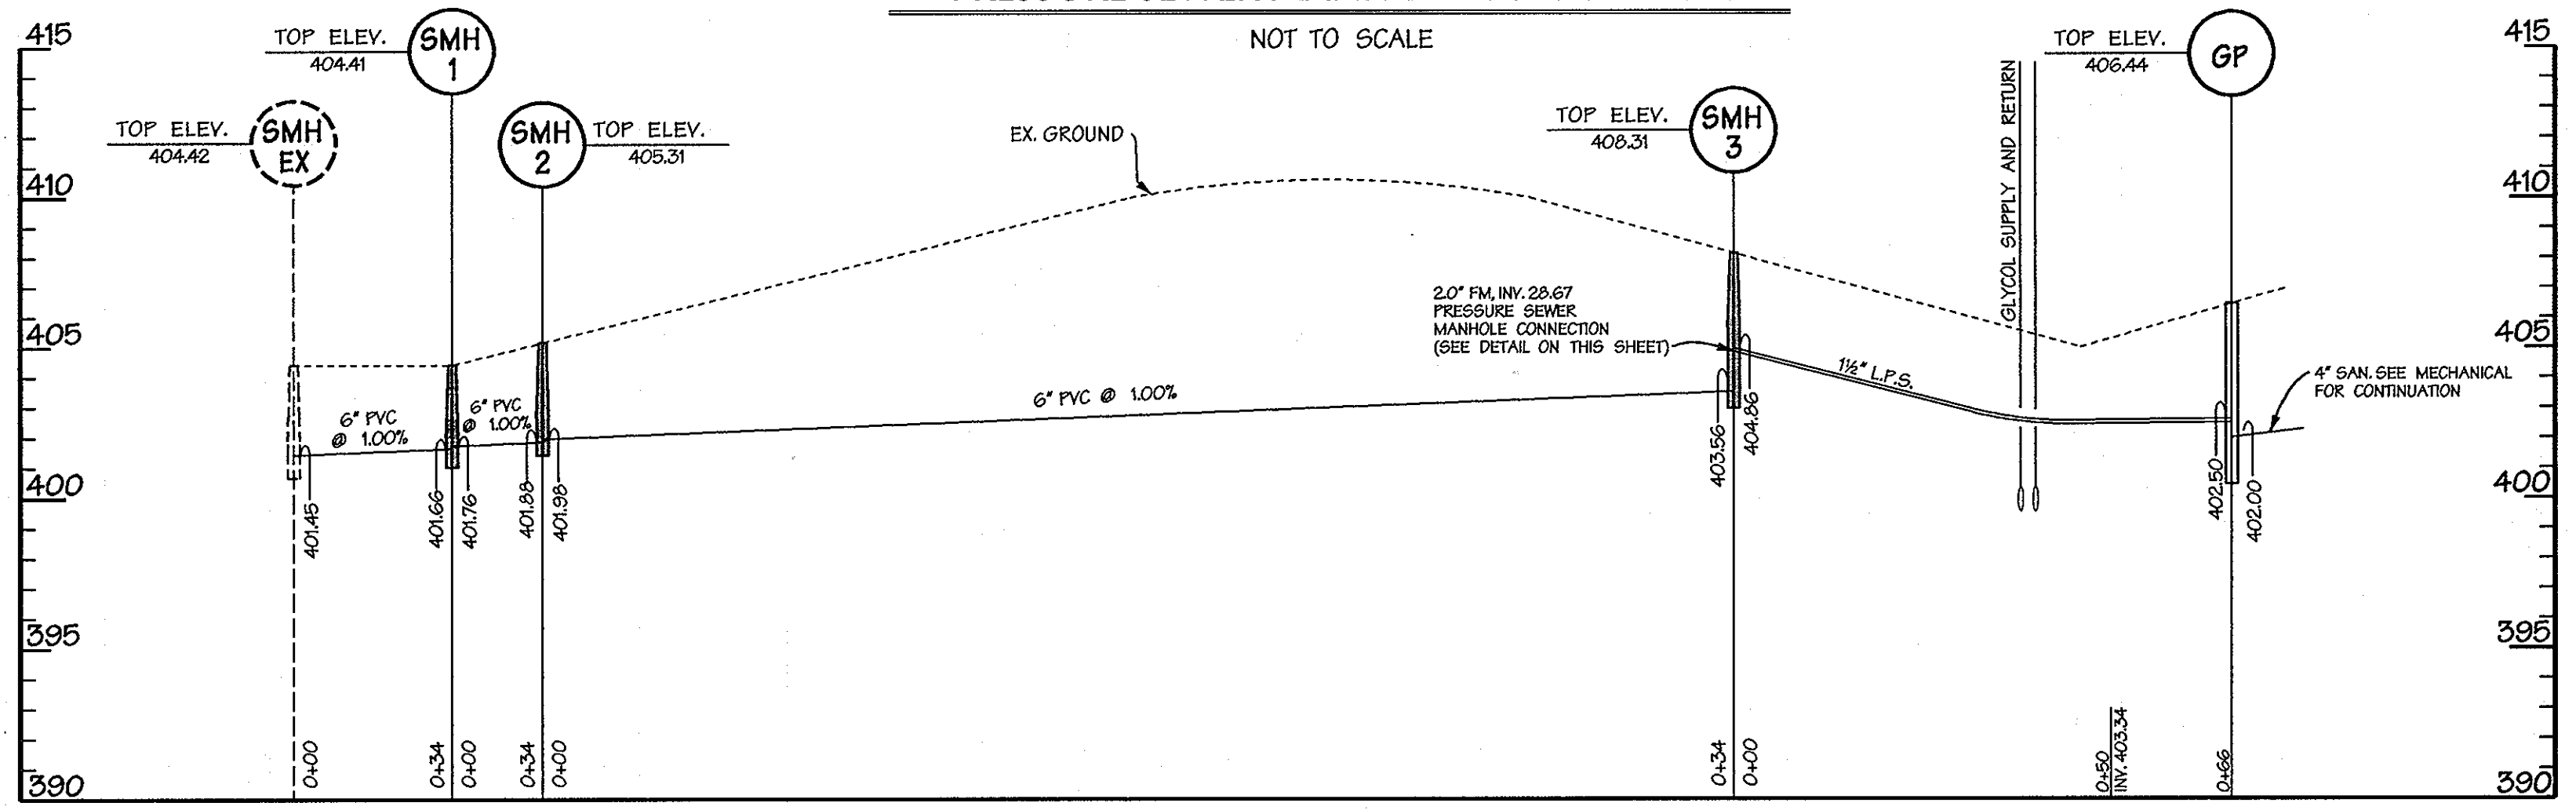 NOT TO SCALE
415
TOP ELEV.
404.41
SMH
1
TOP ELEV.
406.44
GP
415
TOP ELEV.
404.42
SMH
EX
SMH
2
TOP ELEV.
405.31
EX. GROUND
TOP ELEV.
408.31
SMH
3
GLYCOL SUPPLY AND RETURN
410
410
2.0" FM, INV. 28.67
PRESSURE SEWER
MANHOLE CONNECTION
(SEE DETAIL ON THIS SHEET)
405
405
1½" L.P.S.
4" SAN. SEE MECHANICAL
FOR CONTINUATION
6" PVC
@ 1.00%
6" PVC
@ 1.00%
6" PVC @ 1.00%
400
401.45
401.66
401.76
401.88
401.98
403.56
404.86
402.50
402.00
400
395
395
390
0+00
0+34
0+00
0+34
0+00
0+34
0+00
0+50
INV. 403.34
0+66
390